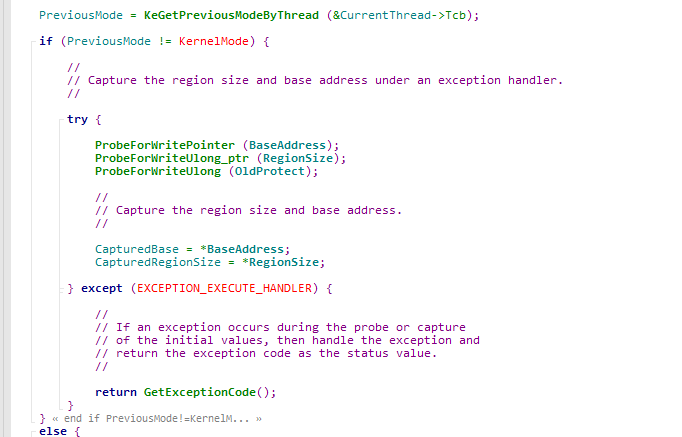 PreviousMode = KeGetPreviousModeByThread (&CurrentThread->Tcb);
if (PreviousMode != KernelMode) {
//
// Capture the region size and base address under an exception handler.
//
try {
ProbeForWritePointer (BaseAddress);
ProbeForWriteUlong_ptr (RegionSize);
ProbeForWriteUlong (OldProtect);
//
// Capture the region size and base address.
//
CapturedBase = *BaseAddress;
CapturedRegionSize = *RegionSize;
} except (EXCEPTION_EXECUTE_HANDLER) {
//
// If an exception occurs during the probe or capture
// of the initial values, then handle the exception and
// return the exception code as the status value.
//
return GetExceptionCode();
}
} « end if PreviousMode!=KernelM... »
else {